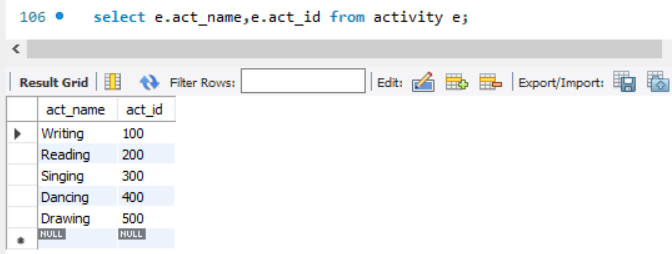 106 select e.act_name,e.act_id from activity e;
Result Grid Filter Rows: Edit: Export/Import:
act_name act_id
Writing 100
Reading 200
Singing 300
Dancing 400
Drawing 500
NULL NULL